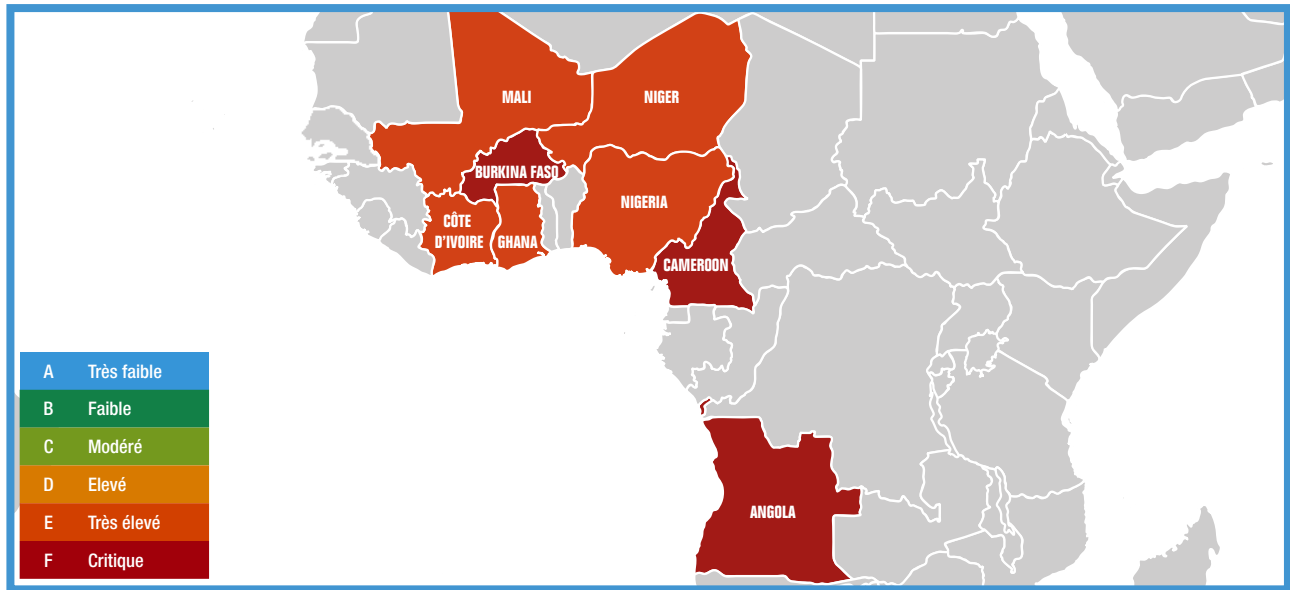 MALI
NIGER
BURKINA FASO
NIGERIA
CÔTE
D'IVOIRE
GHANA
CAMEROON
ANGOLA
A Très faible
B Faible
C Modéré
D Elevé
E Très élevé
F Critique